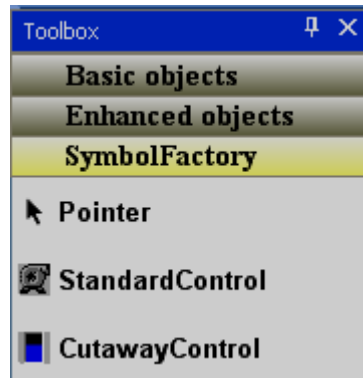 Toolbox
Basic objects
Enhanced objects
SymbolFactory
Pointer
StandardControl
CutawayControl